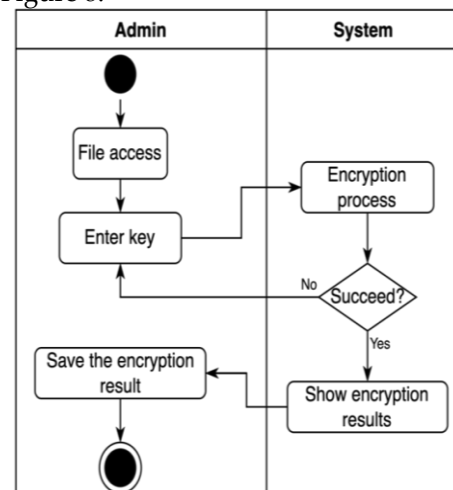 Figure 8.
Admin
System
File access
Enter key
Encryption
process
No
Succeed?
Yes
Save the encryption
result
Show encryption
results